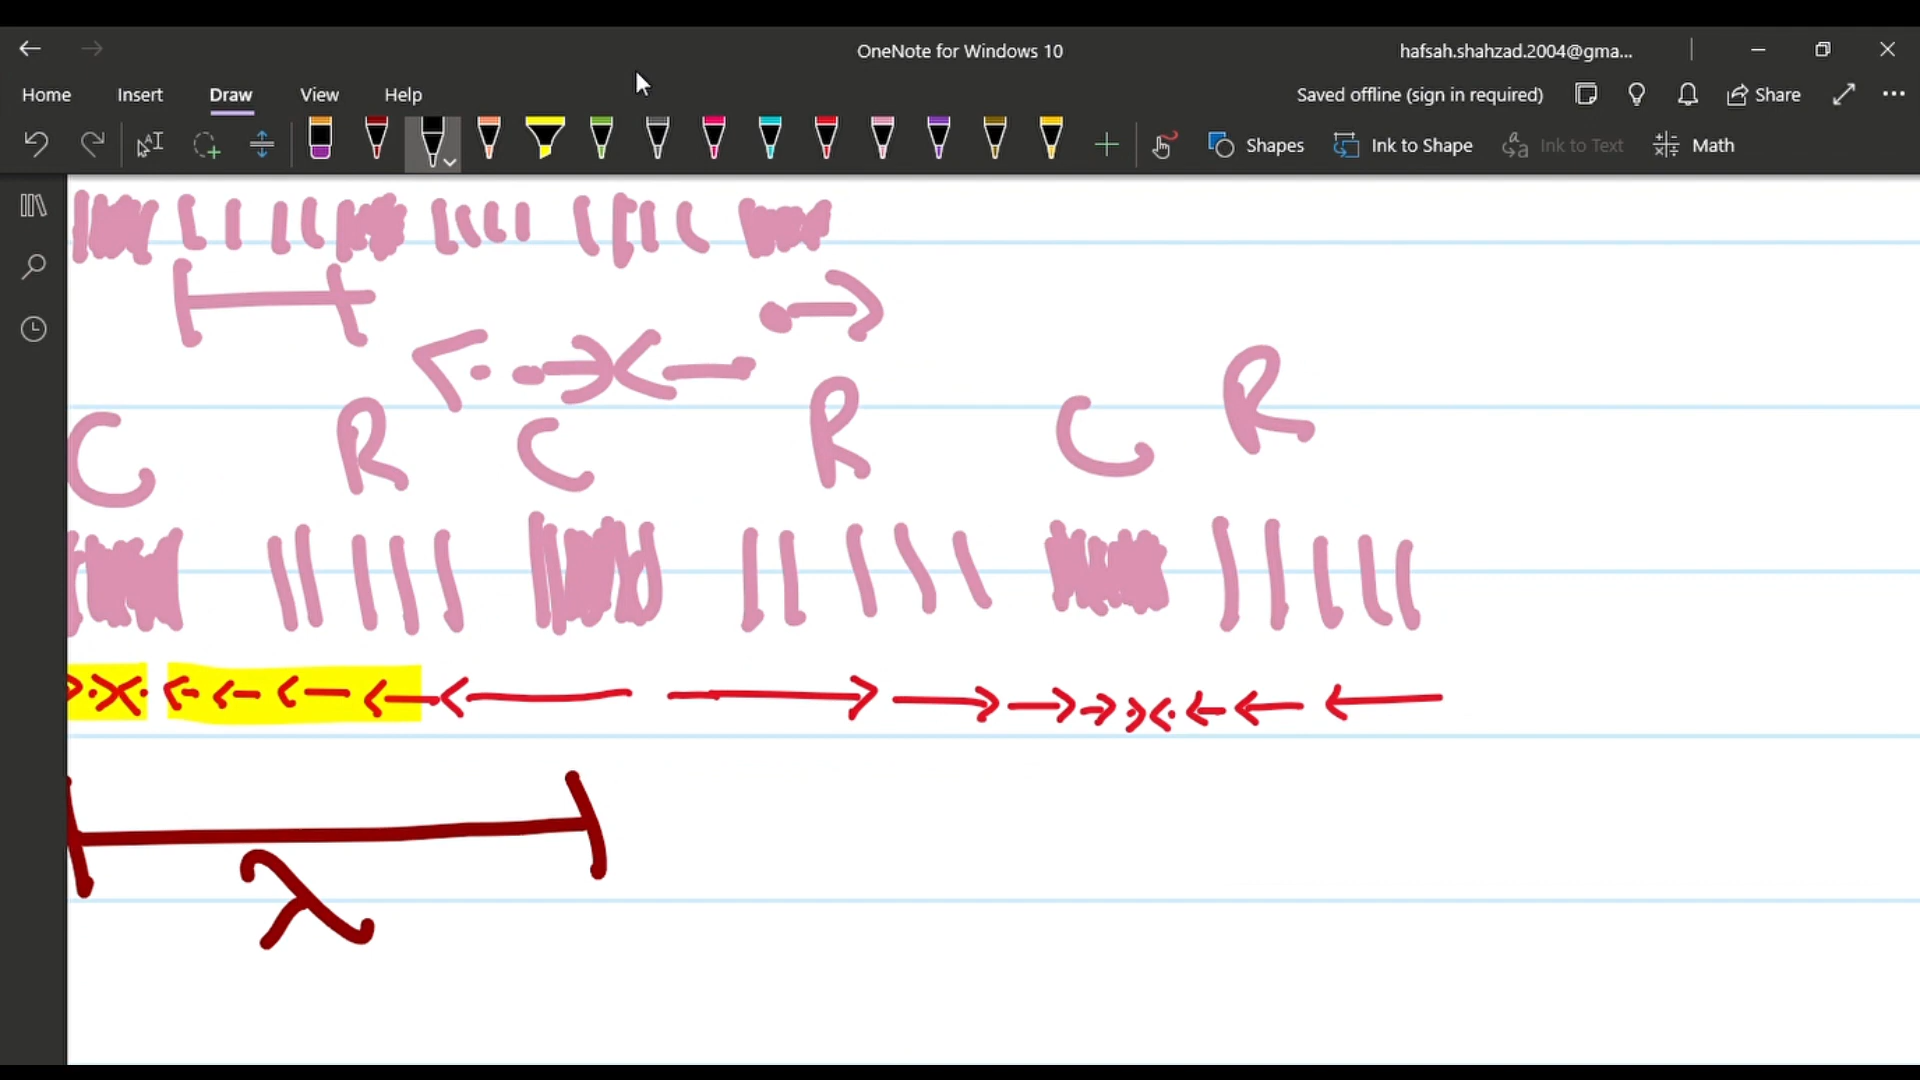 OneNote for Windows 10
hafsah.shahzad.2004@gma...
Home Insert Draw View Help
Saved offline (sign in required)
Share
Shapes
Ink to Shape
Ink to Text
Math
C R C R C R
λ